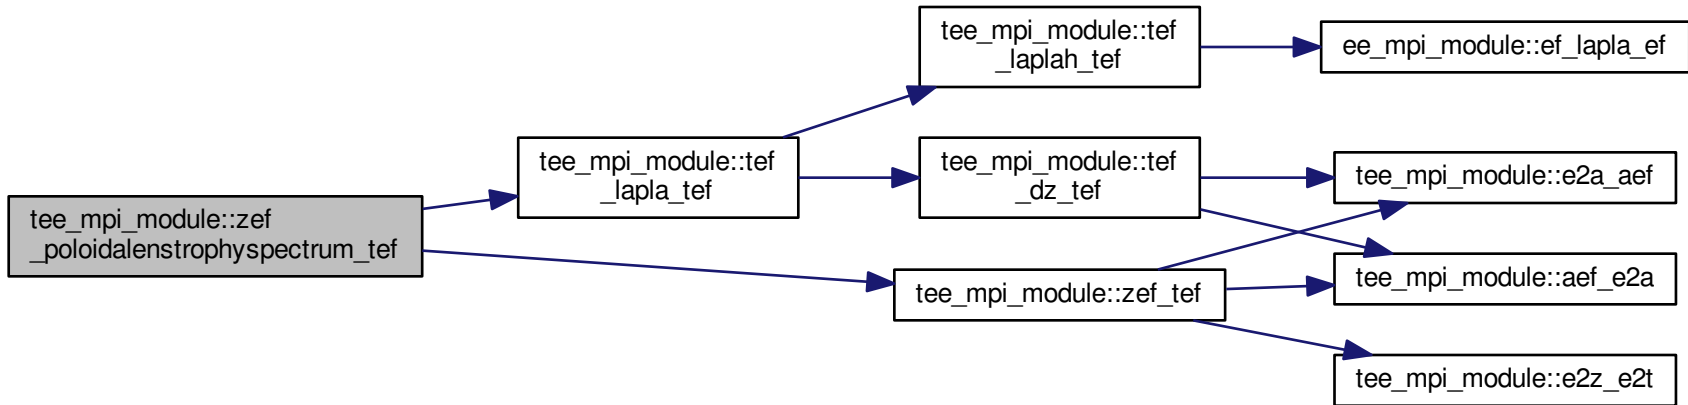 tee_mpi_module::zef
_poloidalenstrophyspectrum_tef
tee_mpi_module::tef
_lapla_tef
tee_mpi_module::tef
_laplah_tef
ee_mpi_module::ef_lapla_ef
tee_mpi_module::tef
_dz_tef
tee_mpi_module::zef_tef
tee_mpi_module::e2a_aef
tee_mpi_module::aef_e2a
tee_mpi_module::e2z_e2t